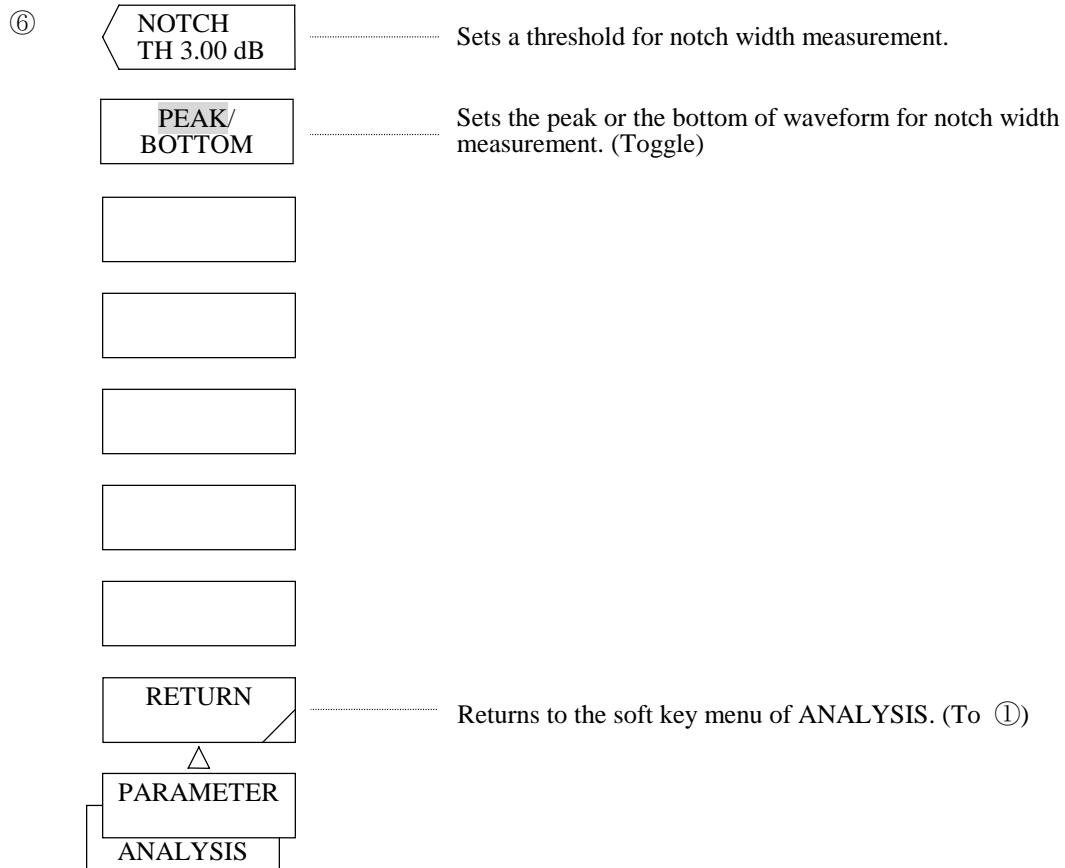 ⑥
NOTCH
TH 3.00 dB
Sets a threshold for notch width measurement.
PEAK/
BOTTOM
Sets the peak or the bottom of waveform for notch width
measurement. (Toggle)
RETURN
Returns to the soft key menu of ANALYSIS. (To ①)
PARAMETER
ANALYSIS